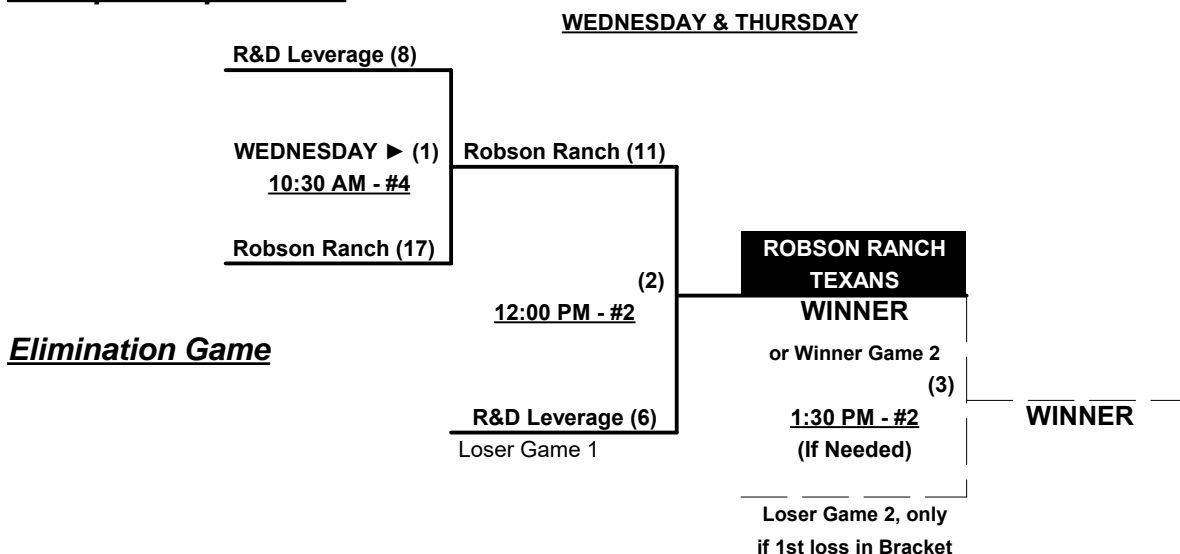 WEDNESDAY & THURSDAY
R&D Leverage (8)
WEDNESDAY ► (1)
10:30 AM - #4
Robson Ranch (11)
Robson Ranch (17)
(2)
12:00 PM - #2
ROBSON RANCH
TEXANS
WINNER
Elimination Game
or Winner Game 2
(3)
R&D Leverage (6)
Loser Game 1
1:30 PM - #2
(If Needed)
WINNER
Loser Game 2, only
if 1st loss in Bracket